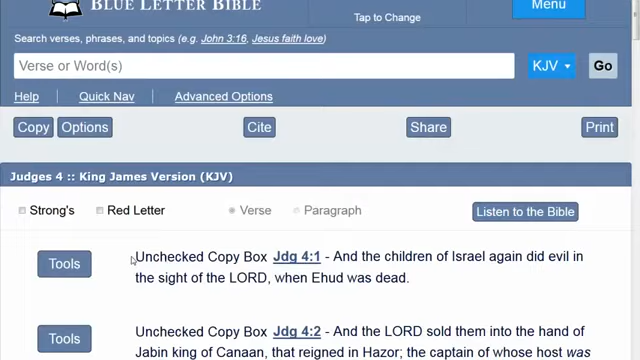 BLUE LETTER BIBLE
Tap to Change
Menu
Search verses, phrases, and topics (e.g. John 3:16, Jesus faith love)
Verse or Word(s)
KJV
Go
Help
Quick Nav
Advanced Options
Copy
Options
Cite
Share
Print
Judges 4 :: King James Version (KJV)
Strong's
Red Letter
Verse
Paragraph
Listen to the Bible
Tools
Unchecked Copy Box Jdg 4:1 - And the children of Israel again did evil in
the sight of the LORD, when Ehud was dead.
Tools
Unchecked Copy Box Jdg 4:2 - And the LORD sold them into the hand of
Jabin king of Canaan, that reigned in Hazor; the captain of whose host was